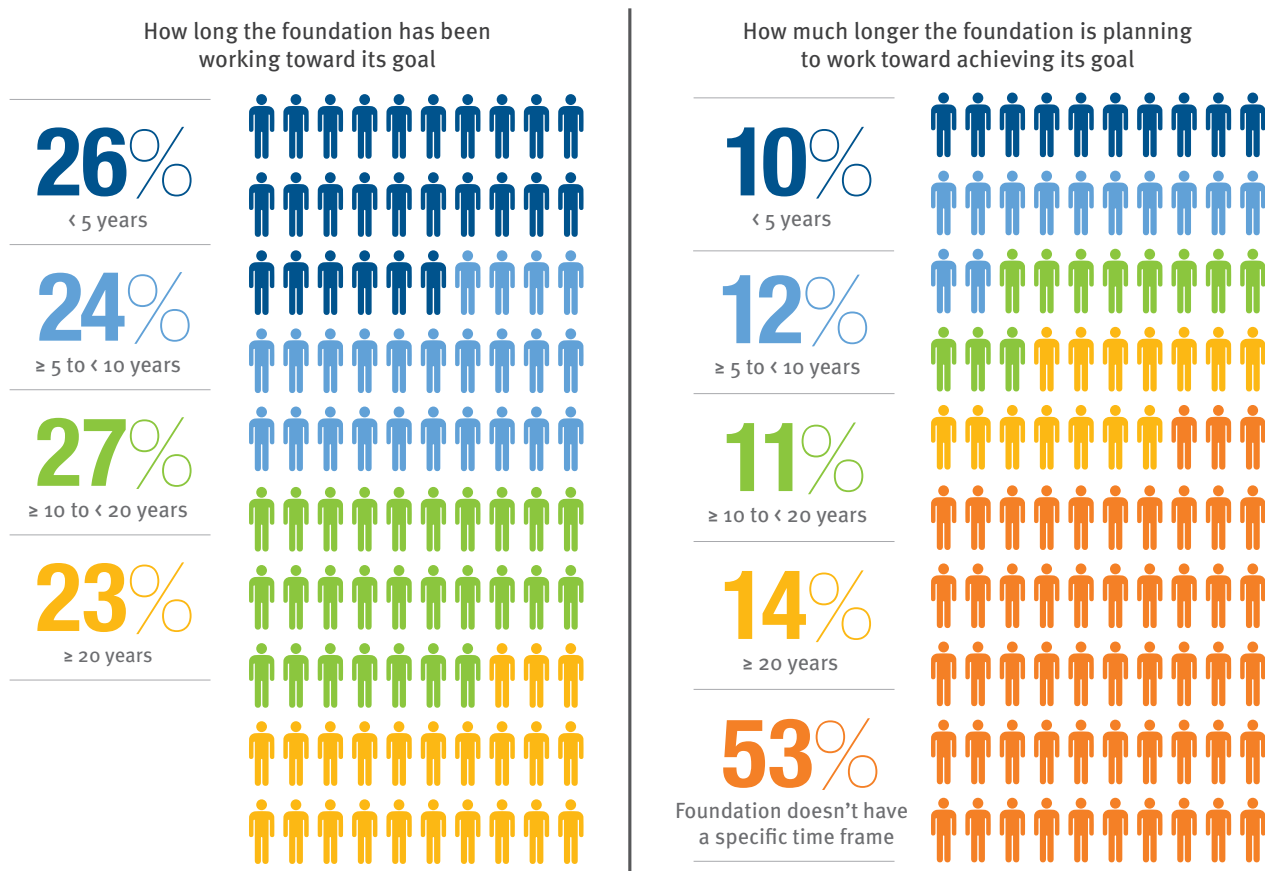 How long the foundation has been
working toward its goal
26%
< 5 years
24%
≥ 5 to < 10 years
27%
≥ 10 to < 20 years
23%
≥ 20 years
How much longer the foundation is planning
to work toward achieving its goal
10%
< 5 years
12%
≥ 5 to < 10 years
11%
≥ 10 to < 20 years
14%
≥ 20 years
53%
Foundation doesn’t have
a specific time frame